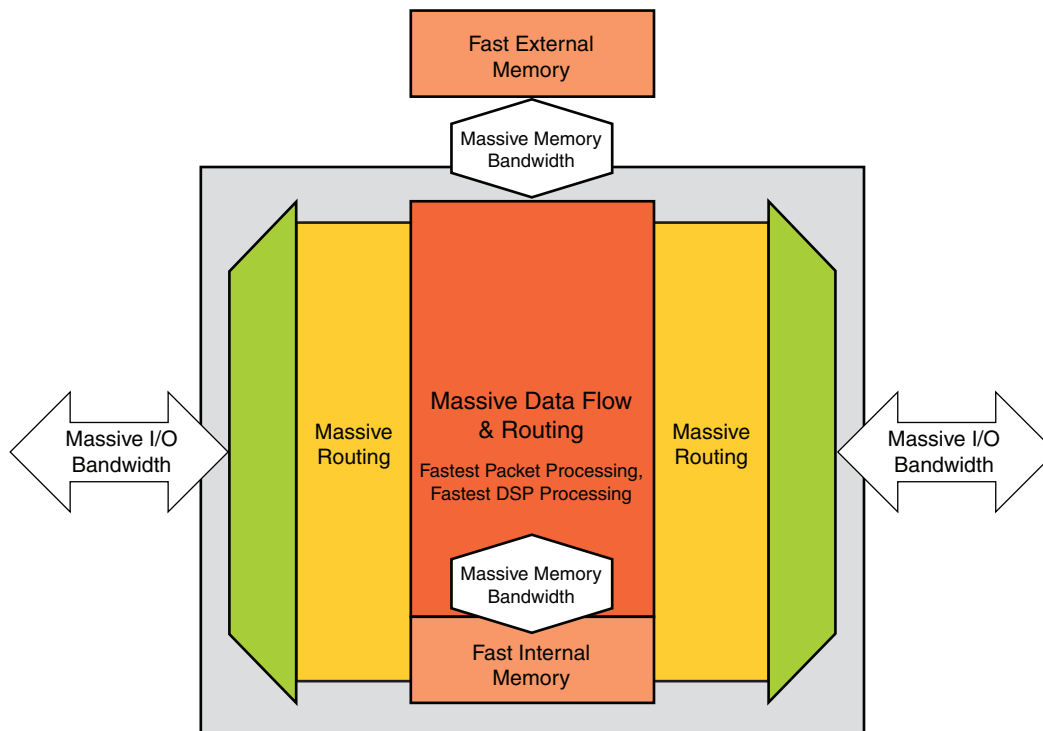 Fast External
Memory
Massive Memory
Bandwidth
Massive I/O
Bandwidth
Massive
Routing
Massive Data Flow
& Routing
Fastest Packet Processing,
Fastest DSP Processing
Massive
Routing
Massive I/O
Bandwidth
Massive Memory
Bandwidth
Fast Internal
Memory